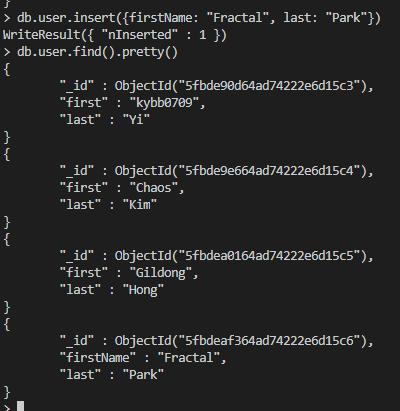 }
> db.user.insert({firstName: "Fractal", last: "Park"})
WriteResult({ "nInserted" : 1 })
> db.user.find().pretty()
{
        "_id" : ObjectId("5fbde90d64ad74222e6d15c3"),
        "first" : "kybb0709",
        "last" : "Yi"
}
{
        "_id" : ObjectId("5fbde9e664ad74222e6d15c4"),
        "first" : "Chaos",
        "last" : "Kim"
}
{
        "_id" : ObjectId("5fbdea0164ad74222e6d15c5"),
        "first" : "Gildong",
        "last" : "Hong"
}
{
        "_id" : ObjectId("5fbdeaf364ad74222e6d15c6"),
        "firstName" : "Fractal",
        "last" : "Park"
}
>